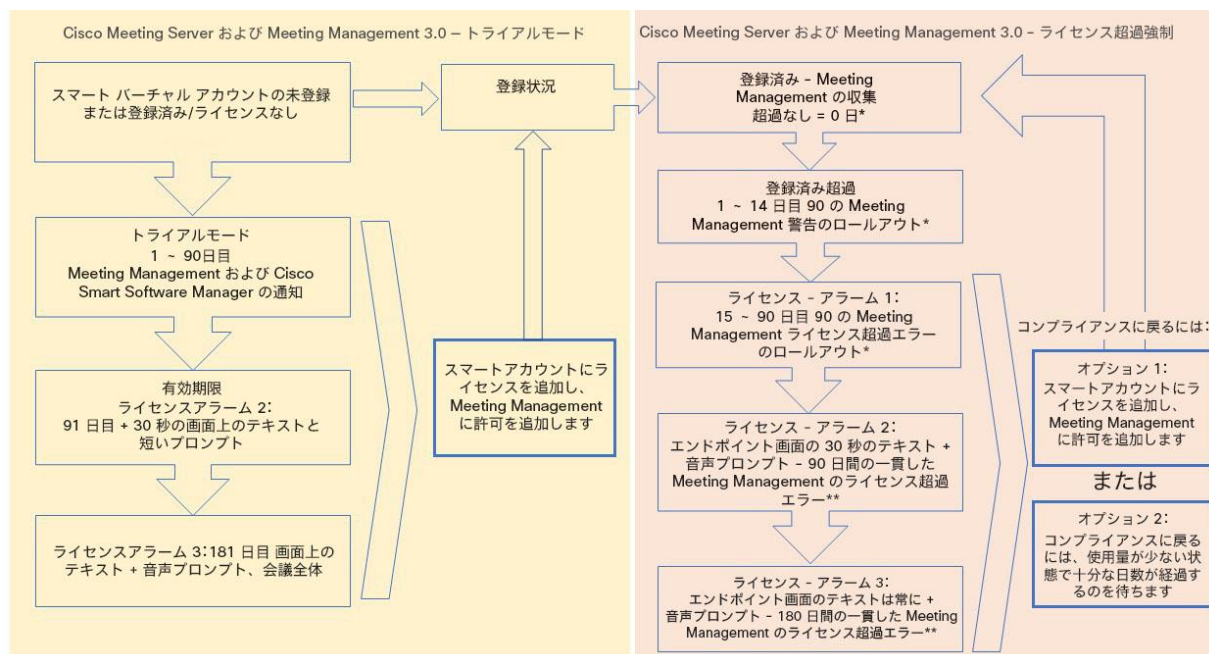 Cisco Meeting Server および Meeting Management 3.0 – トライアルモード
スマート バーチャル アカウントの未登録
または登録済み/ライセンスなし
登録状況
トライアルモード
1 ~ 90日目
Meeting Management および Cisco
Smart Software Manager の通知
有効期限
ライセンスアラーム 2:
91 日目 + 30 秒の画面上のテキストと
短いプロンプト
ライセンスアラーム 3:181 日目 画面上の
テキスト + 音声プロンプト、会議全体
スマートアカウントにラ
イセンスを追加し、
Meeting Management
に許可を追加します
Cisco Meeting Server および Meeting Management 3.0 - ライセンス超過強制
登録済み - Meeting
Management の収集
超過なし = 0 日*
登録済み超過
1 ~ 14 日目 90 の Meeting
Management 警告のロールアウト*
ライセンス - アラーム 1:
15 ~ 90 日目 90 の Meeting
Management ライセンス超過エラー
のロールアウト*
ライセンス - アラーム 2:
エンドポイント画面の 30 秒のテキスト +
音声プロンプト - 90 日間の一貫した
Meeting Management のライセンス超過
エラー**
ライセンス - アラーム 3:
エンドポイント画面のテキストは常に +
音声プロンプト - 180 日間の一貫した Meeting
Management のライセンス超過エラー**
コンプライアンスに戻るには:
オプション 1:
スマートアカウントにラ
イセンスを追加し、
Meeting Management
に許可を追加します
または
オプション 2:
コンプライアンスに戻る
には、使用量が少ない状
態で十分な日数が経過す
るのを待ちます